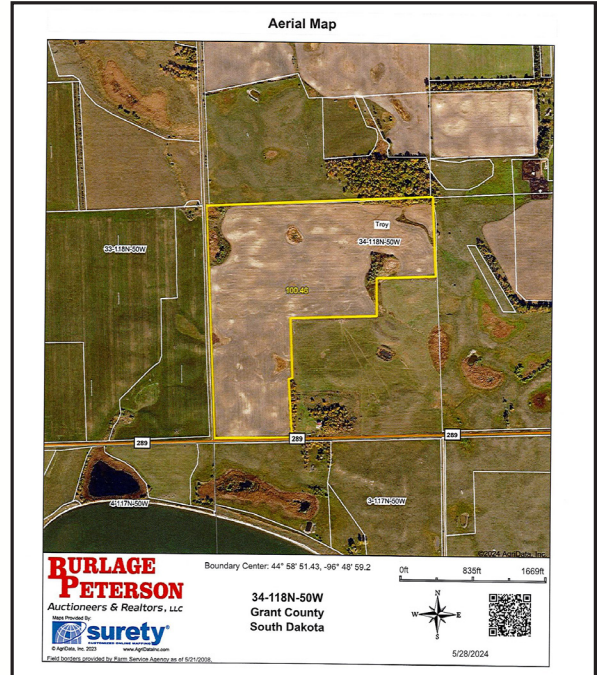 Aerial Map
Troy
34-118N-50W
33-118N-50W
100.46
289
289
289
4-117N-50W
3-117N-50W
©2024 AgriData, Inc.
BURLAGE
PETERSON
Auctioneers & Realtors, LLC
Maps Provided By:
surety®
CUSTOMIZED ONLINE MAPPING
© AgriData, Inc. 2023 www.AgriDataInc.com
Field borders provided by Farm Service Agency as of 5/21/2008.
Boundary Center: 44° 58' 51.43, -96° 48' 59.2
34-118N-50W
Grant County
South Dakota
0ft 835ft 1669ft
N
W E
S
5/28/2024